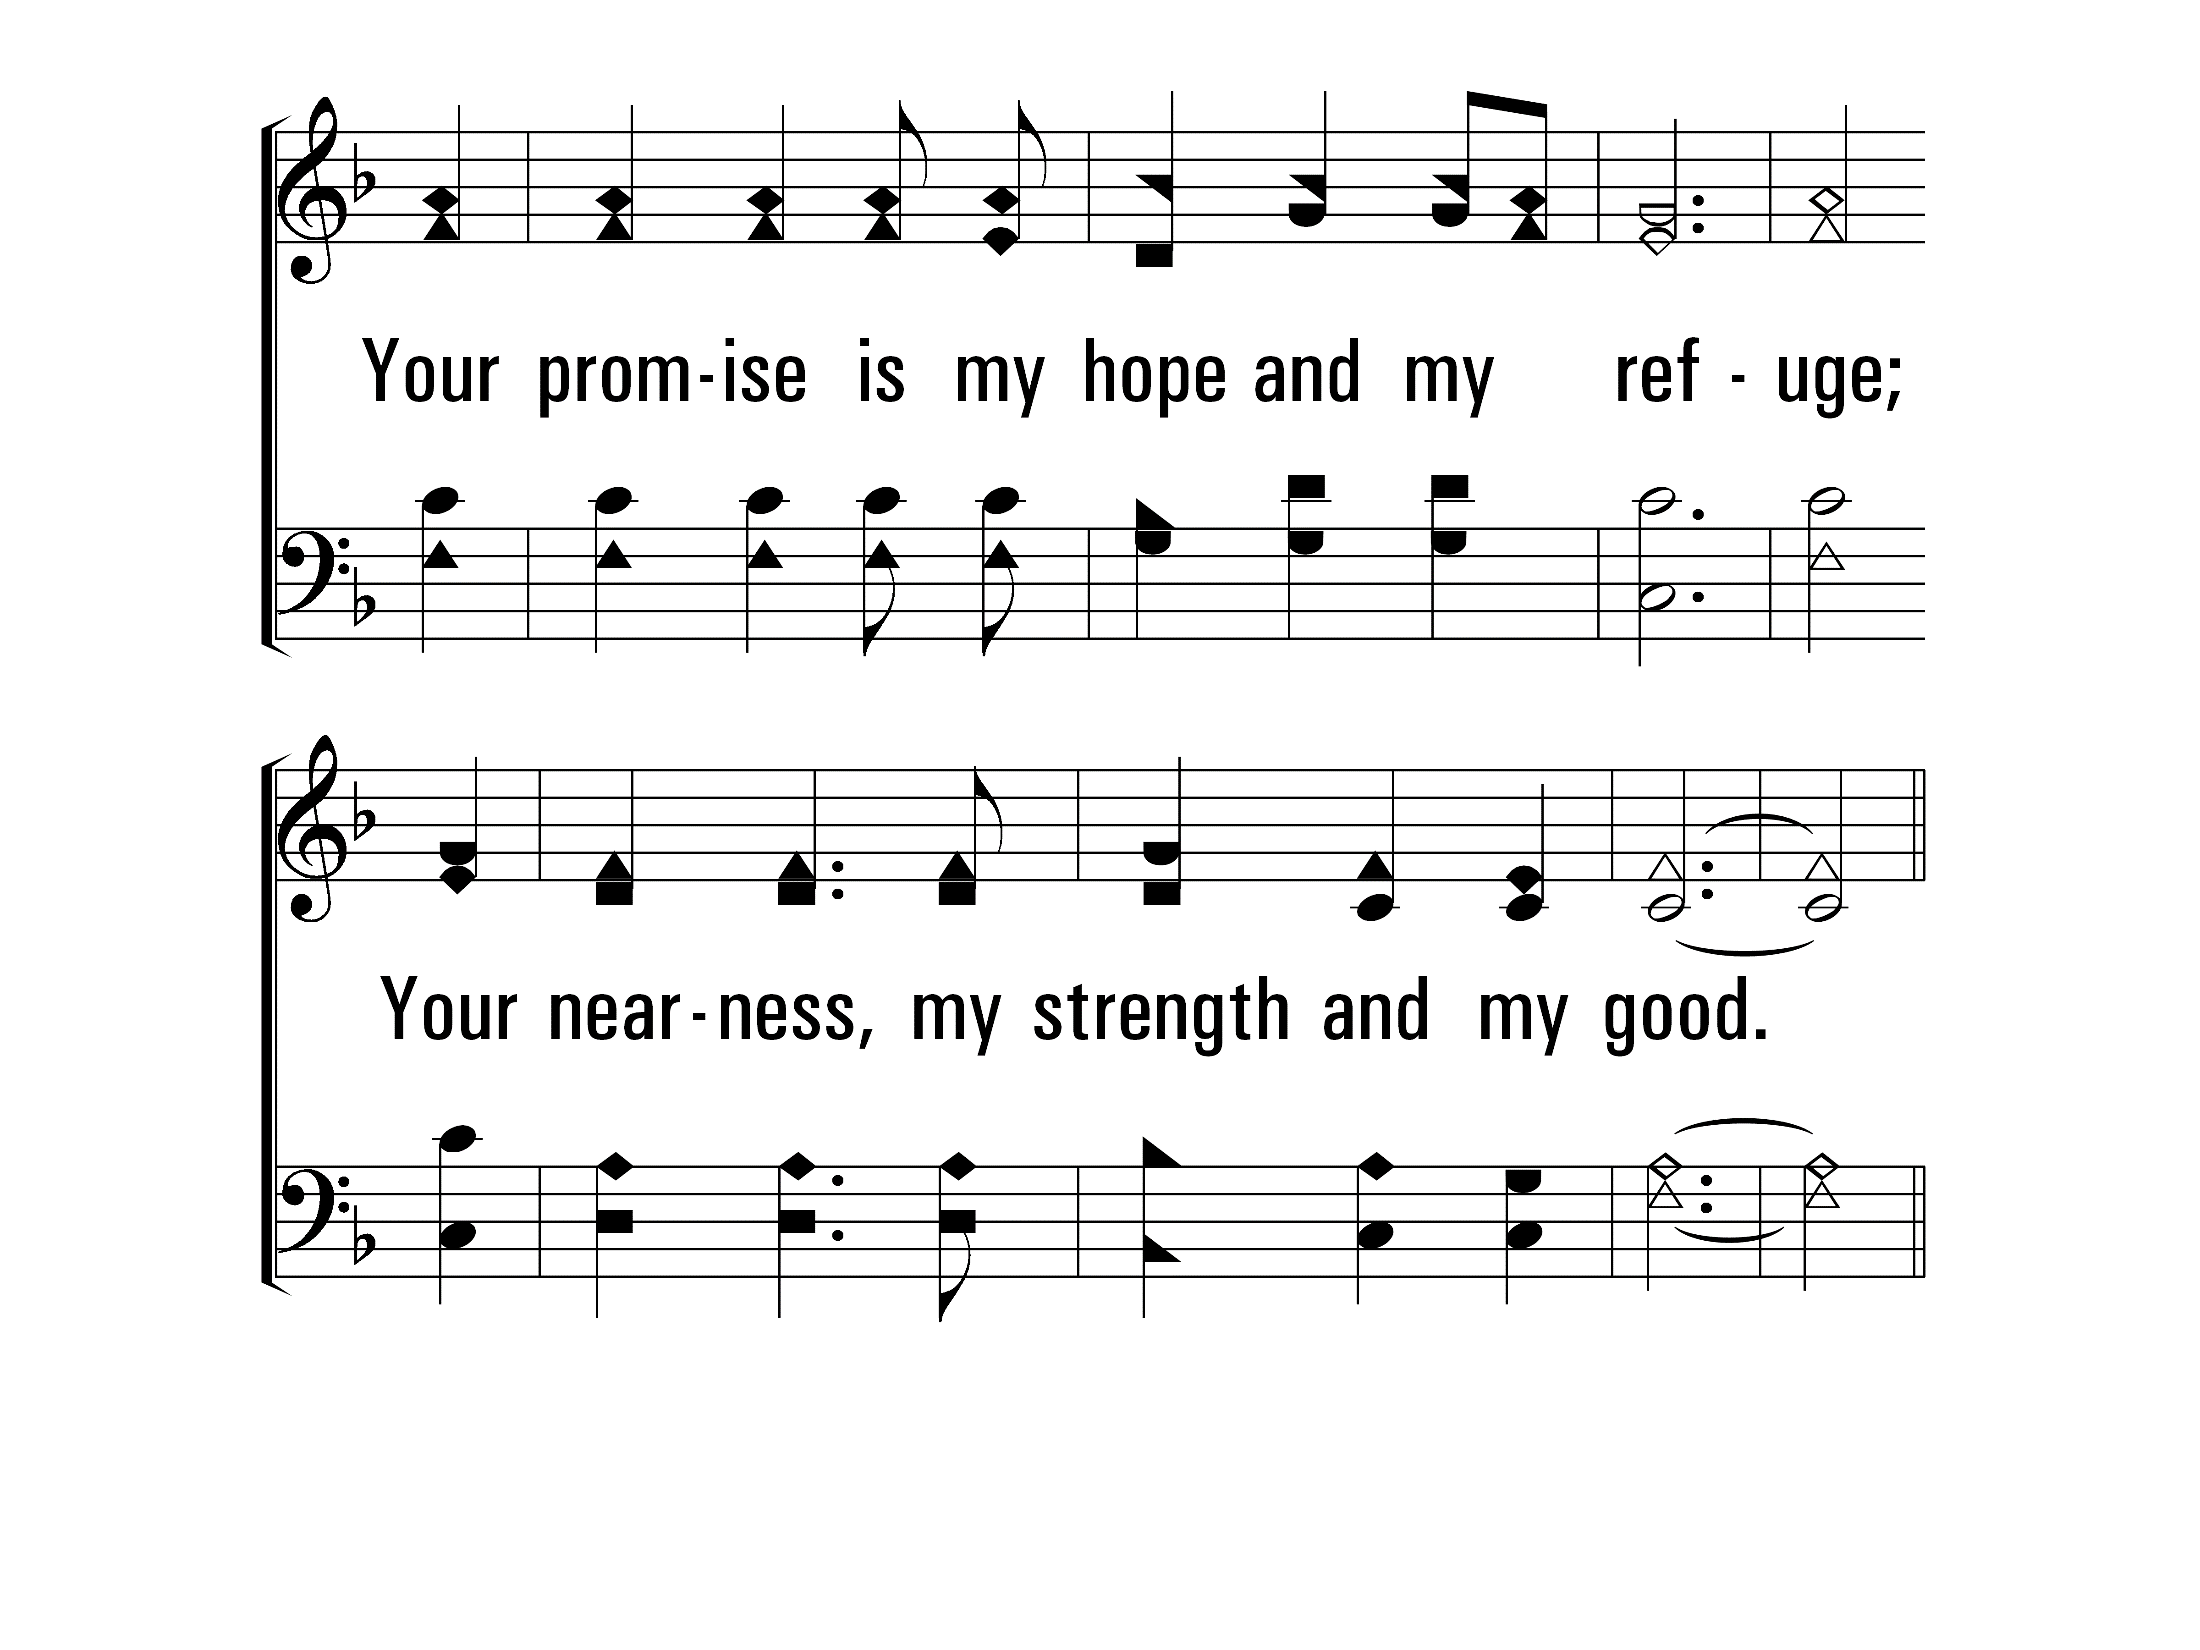 Your prom-ise is my hope and my ref - uge;
Your near-ness, my strength and my good.